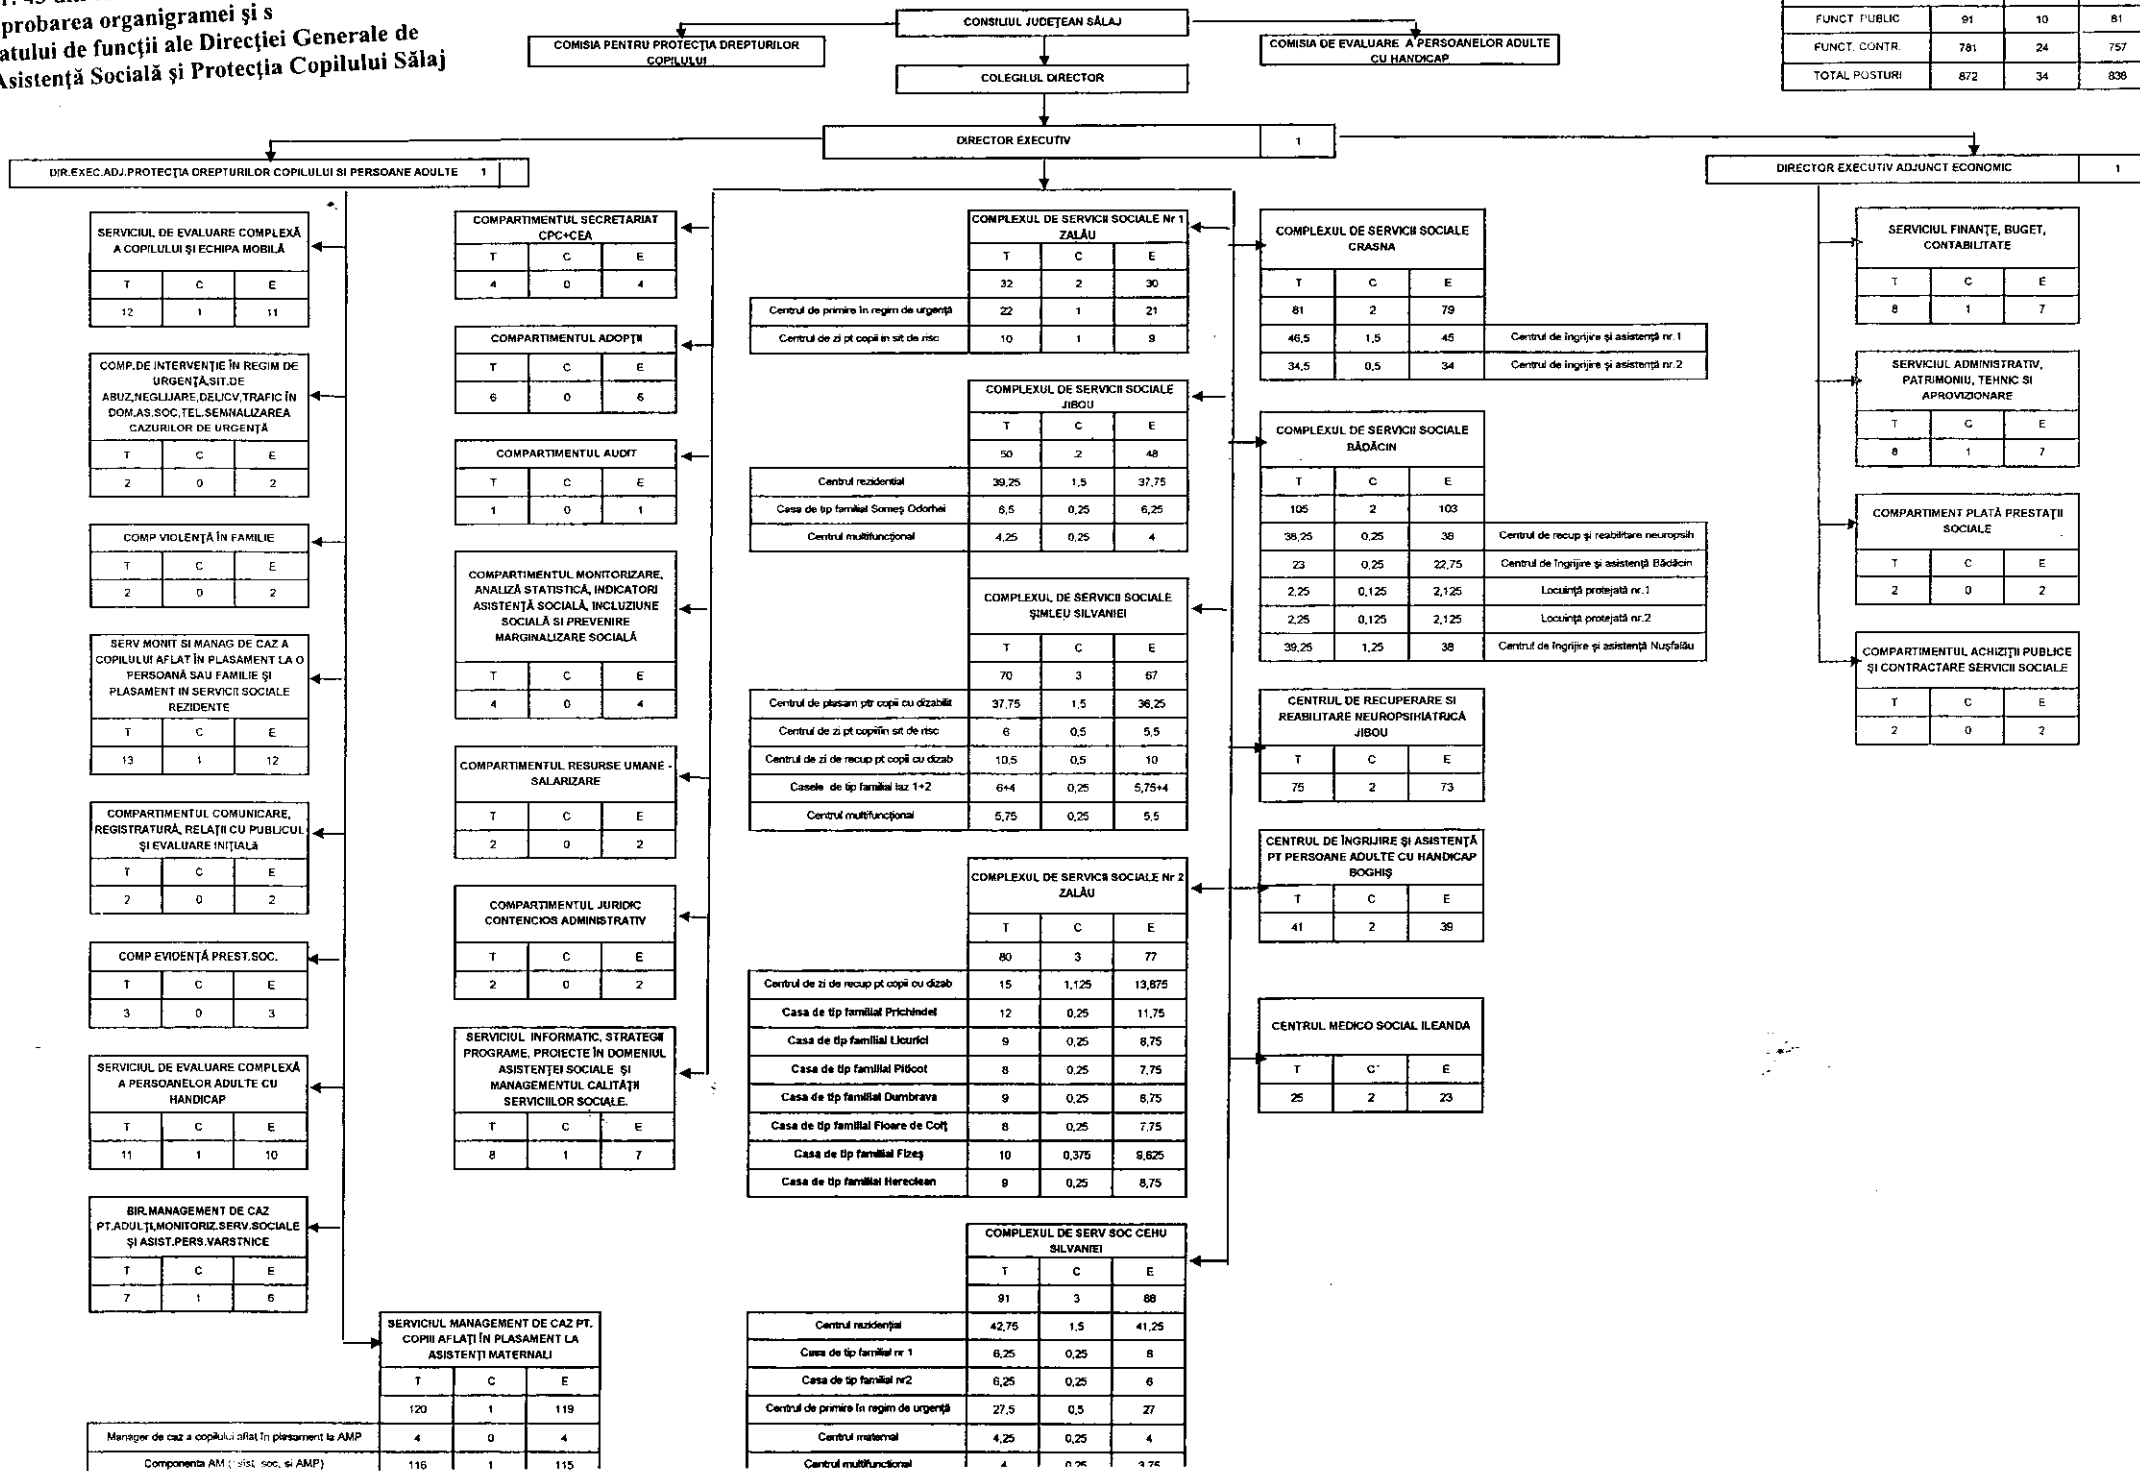 probarea organigramei şi s
atului de funcţii ale Direcţiei Generale de
Asistenţă Socială şi Protecţia Copilului Sălaj
FUNCT PUBLIC 91 10 81
FUNCT. CONTR. 781 24 757
TOTAL POSTURI 872 34 838
CONSILIUL JUDEŢEAN SĂLAJ
COMISIA PENTRU PROTECŢIA DREPTURILOR
COPILULUI
COMISIA DE EVALUARE A PERSOANELOR ADULTE
CU HANDICAP
COLEGIUL DIRECTOR
DIRECTOR EXECUTIV 1
DIR.EXEC.ADJ.PROTECŢIA DREPTURILOR COPILULUI SI PERSOANE ADULTE 1
DIRECTOR EXECUTIV ADJUNCT ECONOMIC 1
SERVICIUL DE EVALUARE COMPLEXĂ
A COPILULUI ŞI ECHIPA MOBILĂ
T C E
12 1 11
COMP.DE INTERVENŢIE ÎN REGIM DE
URGENŢĂ,SIT.DE
ABUZ,NEGLIJARE,DELICV,TRAFIC ÎN
DOM.AS.SOC,TEL.SEMNALIZAREA
CAZURILOR DE URGENŢĂ
T C E
2 0 2
COMP VIOLENŢĂ ÎN FAMILIE
T C E
2 0 2
SERV MONIT SI MANAG DE CAZ A
COPILULUI AFLAT ÎN PLASAMENT LA O
PERSOANĂ SAU FAMILIE ŞI
PLASAMENT IN SERVICII SOCIALE
REZIDENTE
T C E
13 1 12
COMPARTIMENTUL COMUNICARE,
REGISTRATURĂ, RELAŢII CU PUBLICUL
ŞI EVALUARE INIŢIALĂ
T C E
2 0 2
COMP EVIDENŢĂ PREST.SOC.
T C E
3 0 3
SERVICIUL DE EVALUARE COMPLEXĂ
A PERSOANELOR ADULTE CU
HANDICAP
T C E
11 1 10
BIR.MANAGEMENT DE CAZ
PT.ADULŢI,MONITORIZ.SERV.SOCIALE
ŞI ASIST.PERS.VARSTNICE
T C E
7 1 6
SERVICIUL MANAGEMENT DE CAZ PT.
COPIII AFLAŢI ÎN PLASAMENT LA
ASISTENŢI MATERNALI
T C E
120 1 119
Manager de caz a copilului aflat în plasament la AMP 4 0 4
Componenta AM soc, si AMP) 116 1 115
COMPARTIMENTUL SECRETARIAT
CPC+CEA
T C E
4 0 4
COMPARTIMENTUL ADOPŢII
T C E
6 0 6
COMPARTIMENTUL AUDIT
T C E
1 0 1
COMPARTIMENTUL MONITORIZARE,
ANALIZĂ STATISTICĂ, INDICATORI
ASISTENŢĂ SOCIALĂ, INCLUZIUNE
SOCIALĂ SI PREVENIRE
MARGINALIZARE SOCIALĂ
T C E
4 0 4
COMPARTIMENTUL RESURSE UMANE -
SALARIZARE
T C E
2 0 2
COMPARTIMENTUL JURIDIC
CONTENCIOS ADMINISTRATIV
T C E
2 0 2
SERVICIUL INFORMATIC, STRATEGII
PROGRAME, PROIECTE ÎN DOMENIUL
ASISTENŢEI SOCIALE ŞI
MANAGEMENTUL CALITĂŢII
SERVICIILOR SOCIALE.
T C E
8 1 7
COMPLEXUL DE SERVICII SOCIALE Nr 1
ZALĂU
T C E
32 2 30
Centrul de primire în regim de urgenţă 22 1 21
Centrul de zi pt copii in sit de risc 10 1 9
COMPLEXUL DE SERVICII SOCIALE
JIBOU
T C E
50 2 48
Centrul rezidential 39,25 1,5 37,75
Casa de tip familial Someş Odorhei 6,5 0,25 6,25
Centrul multifuncţional 4,25 0,25 4
COMPLEXUL DE SERVICII SOCIALE
ŞIMLEU SILVANIEI
T C E
70 3 67
Centrul de plasam ptr copii cu dizabilit 37,75 1,5 36,25
Centrul de zi pt copiiîn sit de risc 6 0,5 5,5
Centrul de zi de recup pt copii cu dizab 10,5 0,5 10
Casele de tip familial Iaz 1+2 6+4 0,25 5,75+4
Centrul multifuncţional 5,75 0,25 5,5
COMPLEXUL DE SERVICII SOCIALE Nr 2
ZALĂU
T C E
80 3 77
Centrul de zi de recup pt copii cu dizab 15 1,125 13,875
Casa de tip familial Prichindel 12 0,25 11,75
Casa de tip familial Licurici 9 0,25 8,75
Casa de tip familial Piticot 8 0,25 7,75
Casa de tip familial Dumbrava 9 0,25 8,75
Casa de tip familial Floare de Colţ 8 0,25 7,75
Casa de tip familial Fizeş 10 0,375 9,625
Casa de tip familial Hereclean 9 0,25 8,75
COMPLEXUL DE SERV SOC CEHU
SILVANIEI
T C E
91 3 88
Centrul rezidenţial 42,75 1,5 41,25
Casa de tip familial nr 1 6,25 0,25 6
Casa de tip familial nr2 6,25 0,25 6
Centrul de primire în regim de urgenţă 27,5 0,5 27
Centrul maternal 4,25 0,25 4
Centrul multifunctional 4 0,25 3,75
COMPLEXUL DE SERVICII SOCIALE
CRASNA
T C E
81 2 79
46,5 1,5 45 Centrul de îngrijire şi asistenţă nr.1
34,5 0,5 34 Centrul de îngrijire şi asistenţă nr.2
COMPLEXUL DE SERVICII SOCIALE
BĂDĂCIN
T C E
105 2 103
38,25 0,25 38 Centrul de recup şi reabilitare neuropsih
23 0,25 22,75 Centrul de îngrijire şi asistenţă Bădăcin
2,25 0,125 2,125 Locuinţă protejată nr.1
2,25 0,125 2,125 Locuinţă protejată nr.2
39,25 1,25 38 Centrul de îngrijire şi asistenţă Nuşfalău
CENTRUL DE RECUPERARE SI
REABILITARE NEUROPSIHIATRICĂ
JIBOU
T C E
75 2 73
CENTRUL DE ÎNGRIJIRE ŞI ASISTENŢĂ
PT PERSOANE ADULTE CU HANDICAP
BOGHIŞ
T C E
41 2 39
CENTRUL MEDICO SOCIAL ILEANDA
T C E
25 2 23
SERVICIUL FINANŢE, BUGET,
CONTABILITATE
T C E
8 1 7
SERVICIUL ADMINISTRATIV,
PATRIMONIU, TEHNIC SI
APROVIZIONARE
T C E
8 1 7
COMPARTIMENT PLATĂ PRESTAŢII
SOCIALE
T C E
2 0 2
COMPARTIMENTUL ACHIZIŢII PUBLICE
ŞI CONTRACTARE SERVICII SOCIALE
T C E
2 0 2